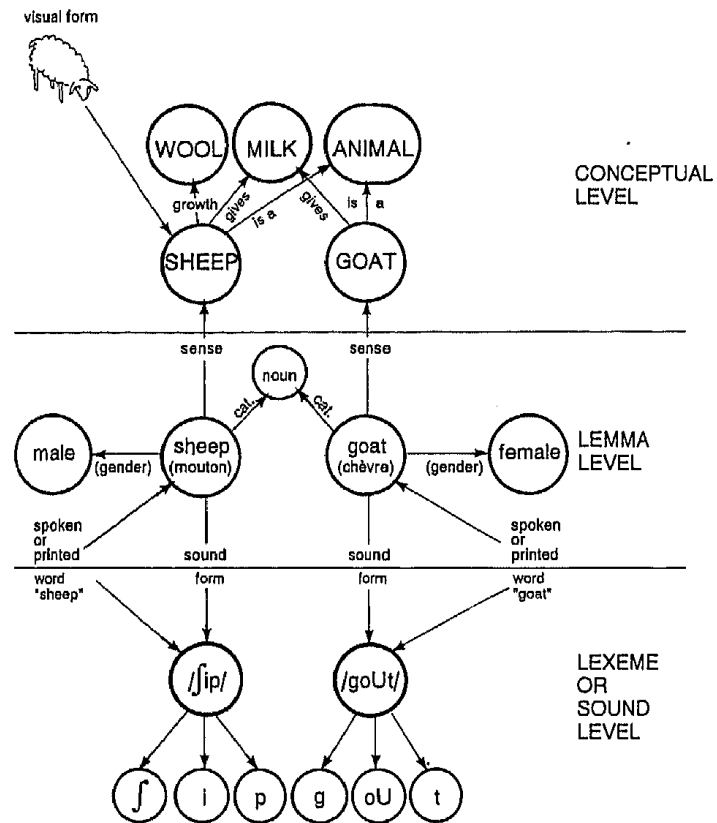 visual form
WOOL
MILK
ANIMAL
CONCEPTUAL
LEVEL
growth
gives
is a
gives
is a
SHEEP
GOAT
sense
sense
noun
cat.
cat.
male
(gender)
sheep
(mouton)
goat
(chèvre)
(gender)
female
LEMMA
LEVEL
spoken
or
printed
word
"sheep"
sound
form
sound
form
spoken
or
printed
word
"goat"
/ʃip/
/goUt/
LEXEME
OR
SOUND
LEVEL
ʃ
i
p
g
oU
t